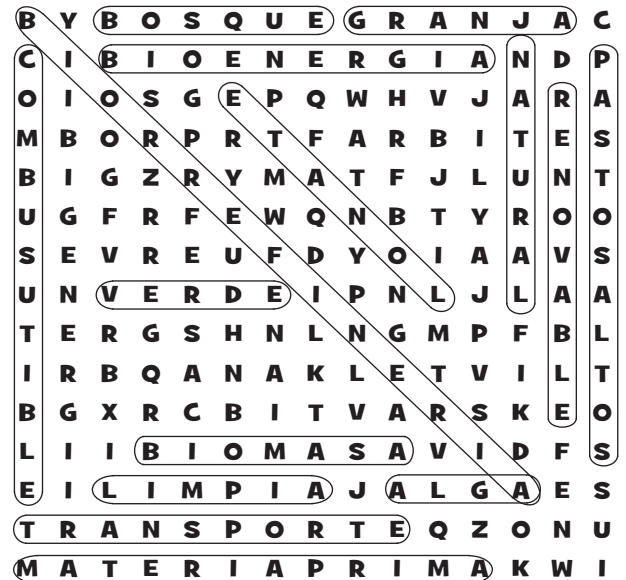 B Y B O S Q U E G R A N J A C
C I B I O E N E R G I A N D P
O I O S G E P Q W H V J A R A
M B O R P R T F A R B I T E S
B I G Z R Y M A T F J L U N T
U G F R F E W Q N B T Y R O O
S E V R E U F D Y O I A A V S
U N V E R D E I P N L J L A A
T E R G S H N L N G M P F B L
I R B Q A N A K L E T V I L T
B G X R C B I T V A R S K E O
L I I B I O M A S A V I D F S
E I L I M P I A J A L G A E S
T R A N S P O R T E Q Z O N U
M A T E R I A P R I M A K W I